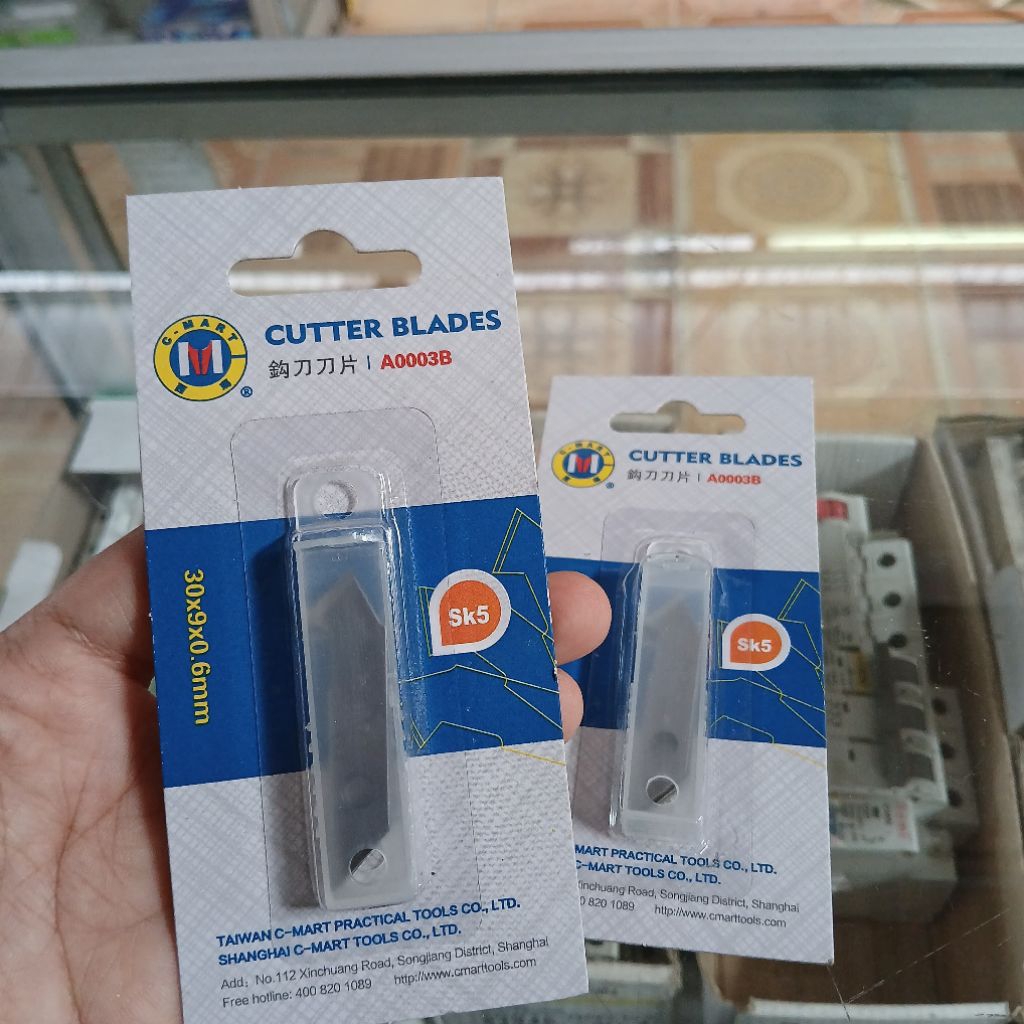 C-MART
®
CUTTER BLADES
鈎刀刀片 | A0003B
30x9x0.6mm
Sk5
TAIWAN C-MART PRACTICAL TOOLS CO., LTD.
SHANGHAI C-MART TOOLS CO., LTD.
Add: No.112 Xinchuang Road, Songjiang District, Shanghai
Free hotline: 400 820 1089 http://www.cmarttools.com
C-MART
®
CUTTER BLADES
鈎刀刀片 | A0003B
Sk5
MART PRACTICAL TOOLS CO., LTD.
C-MART TOOLS CO., LTD.
Xinchuang Road, Songjiang District, Shanghai
0 820 1089 http://www.cmarttools.com